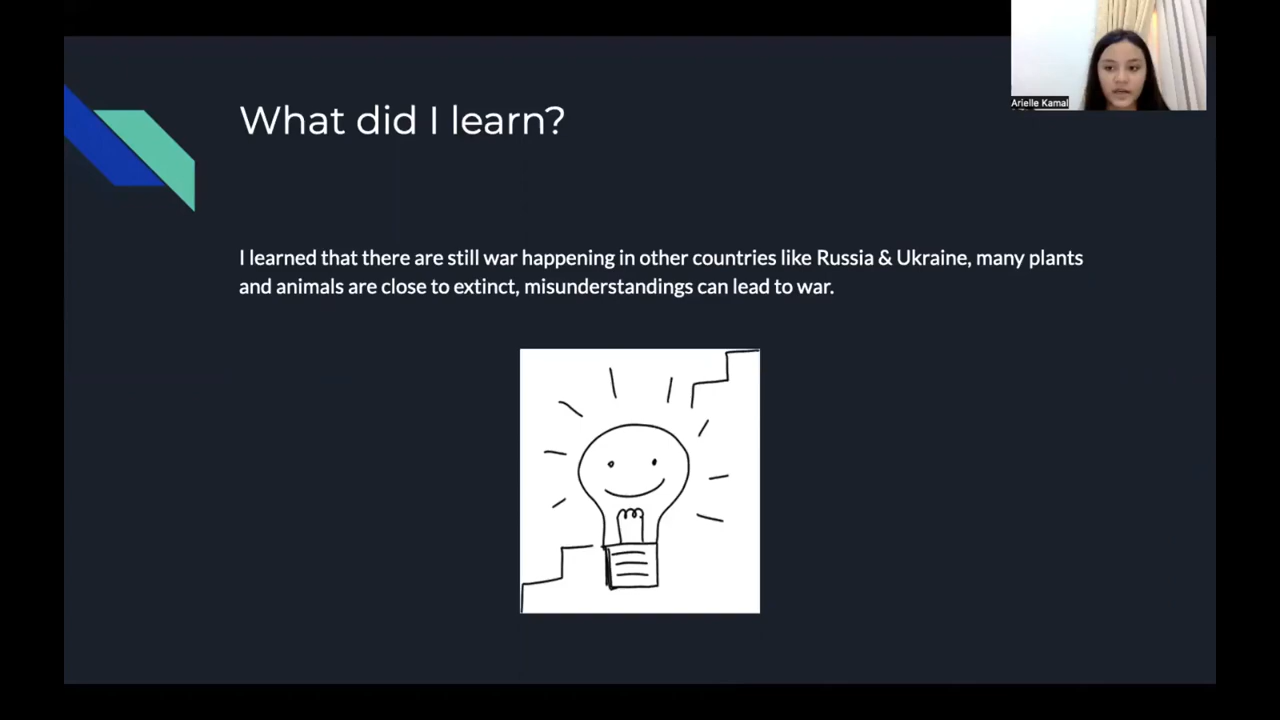 Arielle Kamal
What did I learn?
I learned that there are still war happening in other countries like Russia & Ukraine, many plants
and animals are close to extinct, misunderstandings can lead to war.